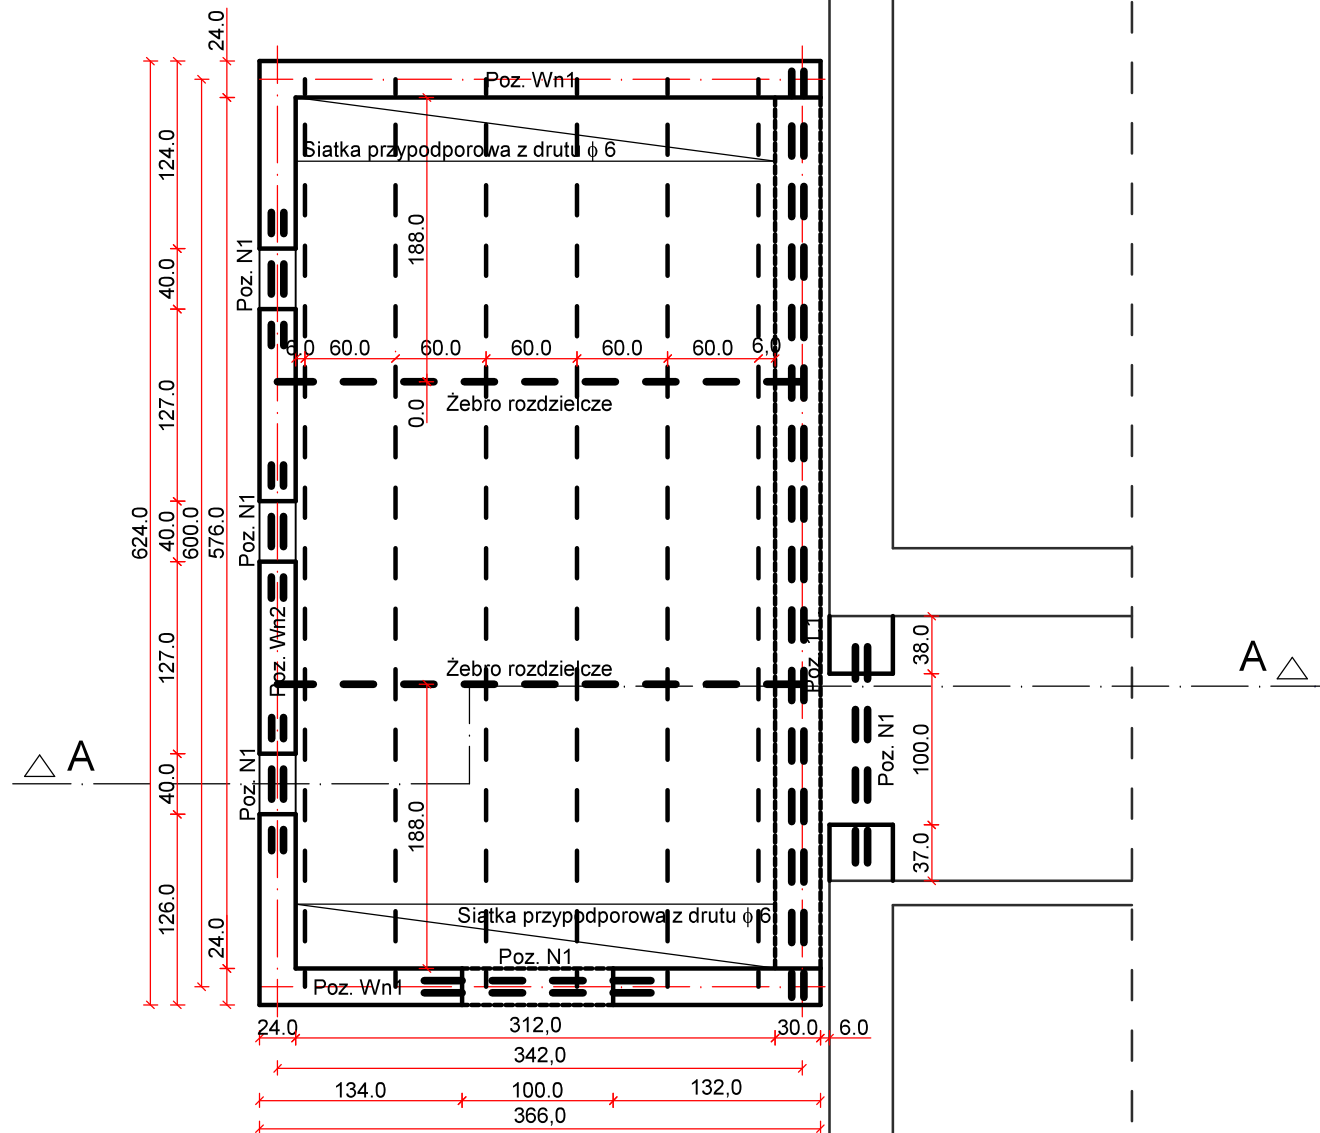 24.0
Poz. Wn1
124.0
Siatka przypodporowa z drutu ϕ 6
188.0
40.0
Poz. N1
6,0 60.0 60.0 60.0 60.0 60.0 6,0
127.0
0.0
Żebro rozdzielcze
624.0
40.0
600.0
576.0
Poz. N1
Poz. Wn2
127.0
Żebro rozdzielcze
38.0
A
A
Poz. N1
100.0
40.0
Poz. N1
188.0
37.0
126.0
24.0
Siatka przypodporowa z drutu ϕ 6
Poz. N1
Poz. Wn1
24.0 312,0 30.0 6.0
342,0
134.0 100.0 132,0
366,0